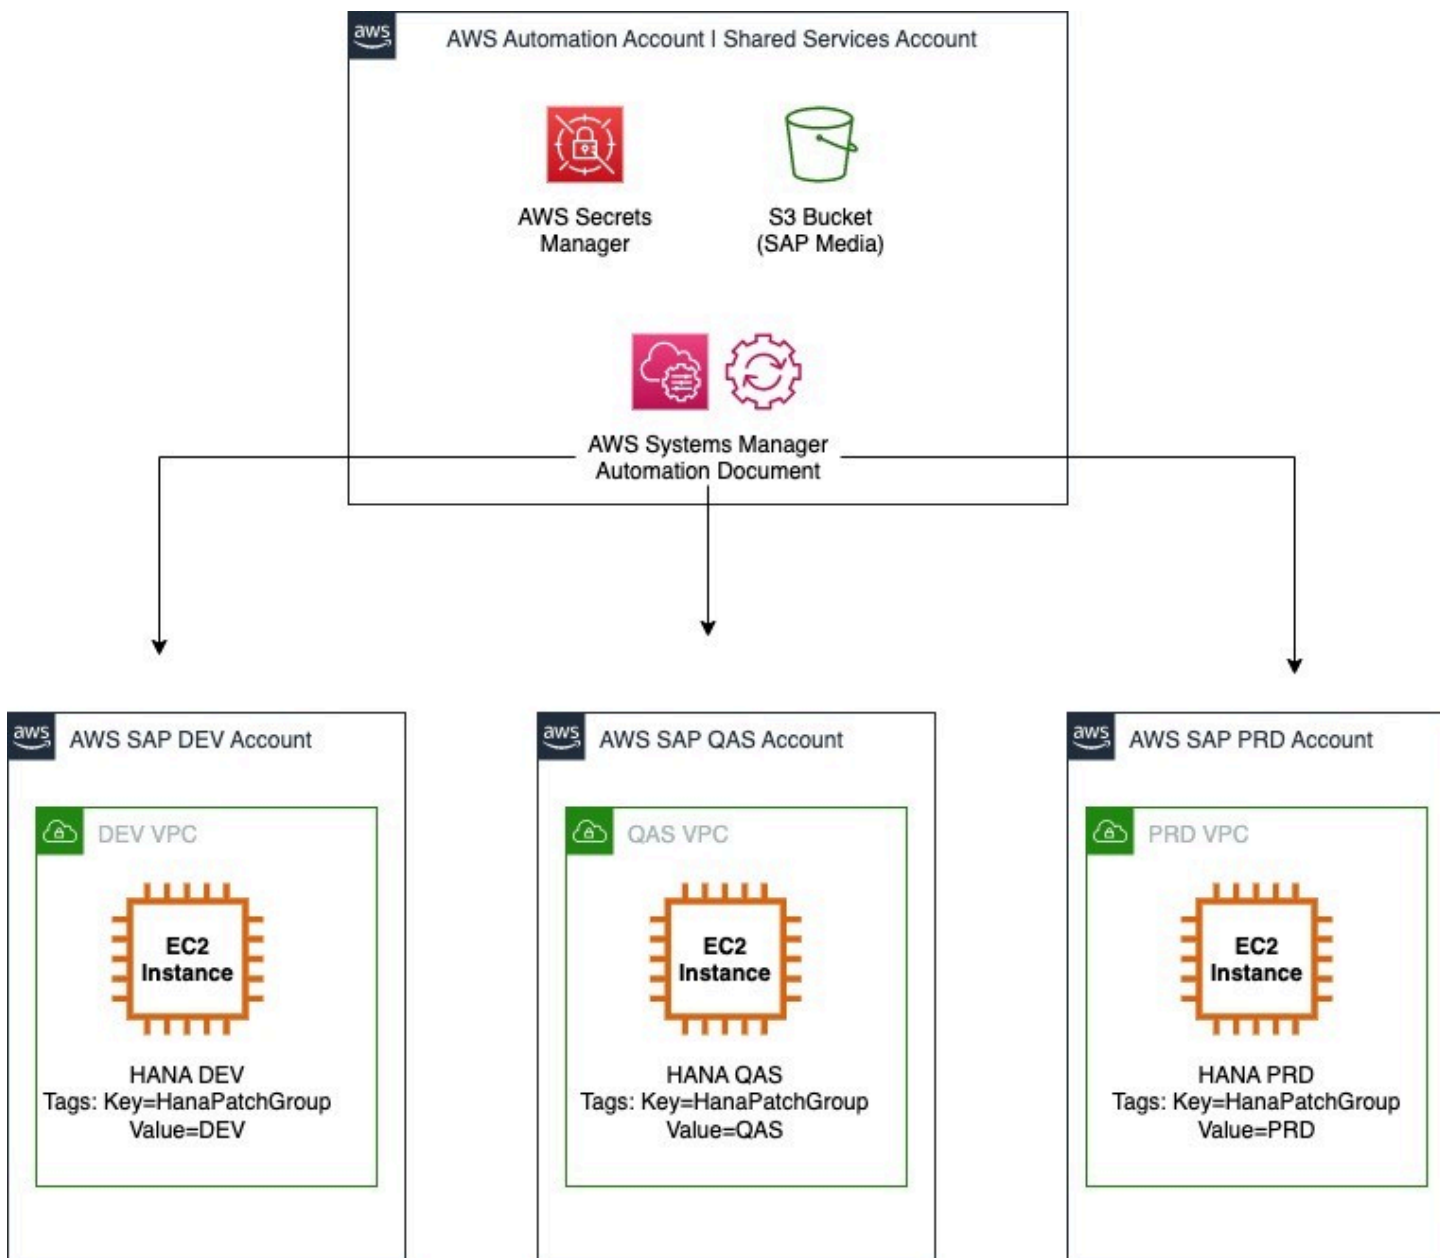 aws
AWS Automation Account | Shared Services Account
AWS Secrets
Manager
S3 Bucket
(SAP Media)
AWS Systems Manager
Automation Document
aws
AWS SAP DEV Account
DEV VPC
EC2
Instance
HANA DEV
Tags: Key=HanaPatchGroup
Value=DEV
aws
AWS SAP QAS Account
QAS VPC
EC2
Instance
HANA QAS
Tags: Key=HanaPatchGroup
Value=QAS
aws
AWS SAP PRD Account
PRD VPC
EC2
Instance
HANA PRD
Tags: Key=HanaPatchGroup
Value=PRD